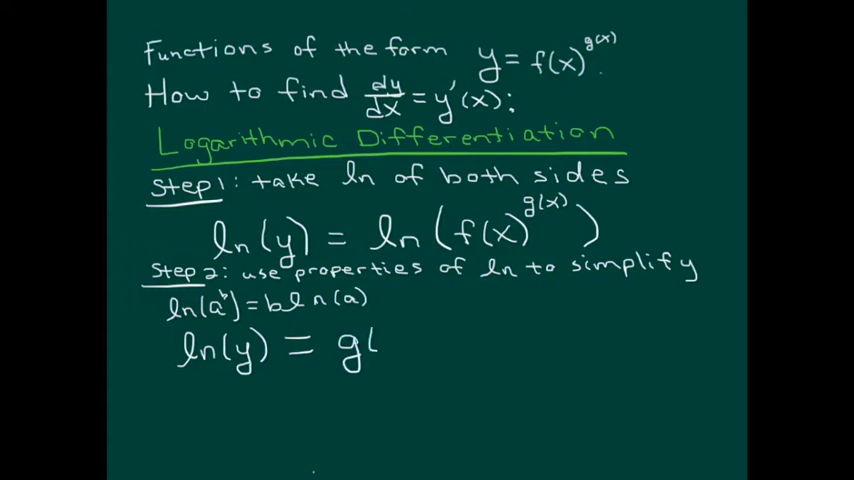 Functions of the form y = f(x)^g(x)
How to find dy/dx = y'(x):
Logarithmic Differentiation
Step 1: take ln of both sides
ln(y) = ln(f(x)^g(x))
Step 2: use properties of ln to simplify
ln(a^b) = b ln(a)
ln(y) = g(